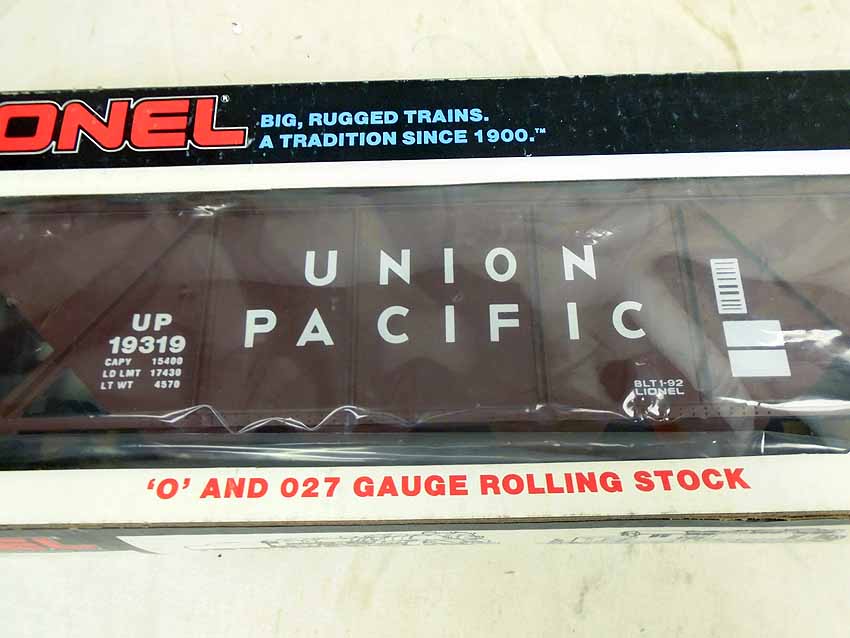 ONEL®
BIG, RUGGED TRAINS.
A TRADITION SINCE 1900.™
UNION
PACIFIC
UP
19319
CAPY 15400
LD LMT 17430
LT WT 4570
BLT 1-92
LIONEL
'O' AND 027 GAUGE ROLLING STOCK
EL